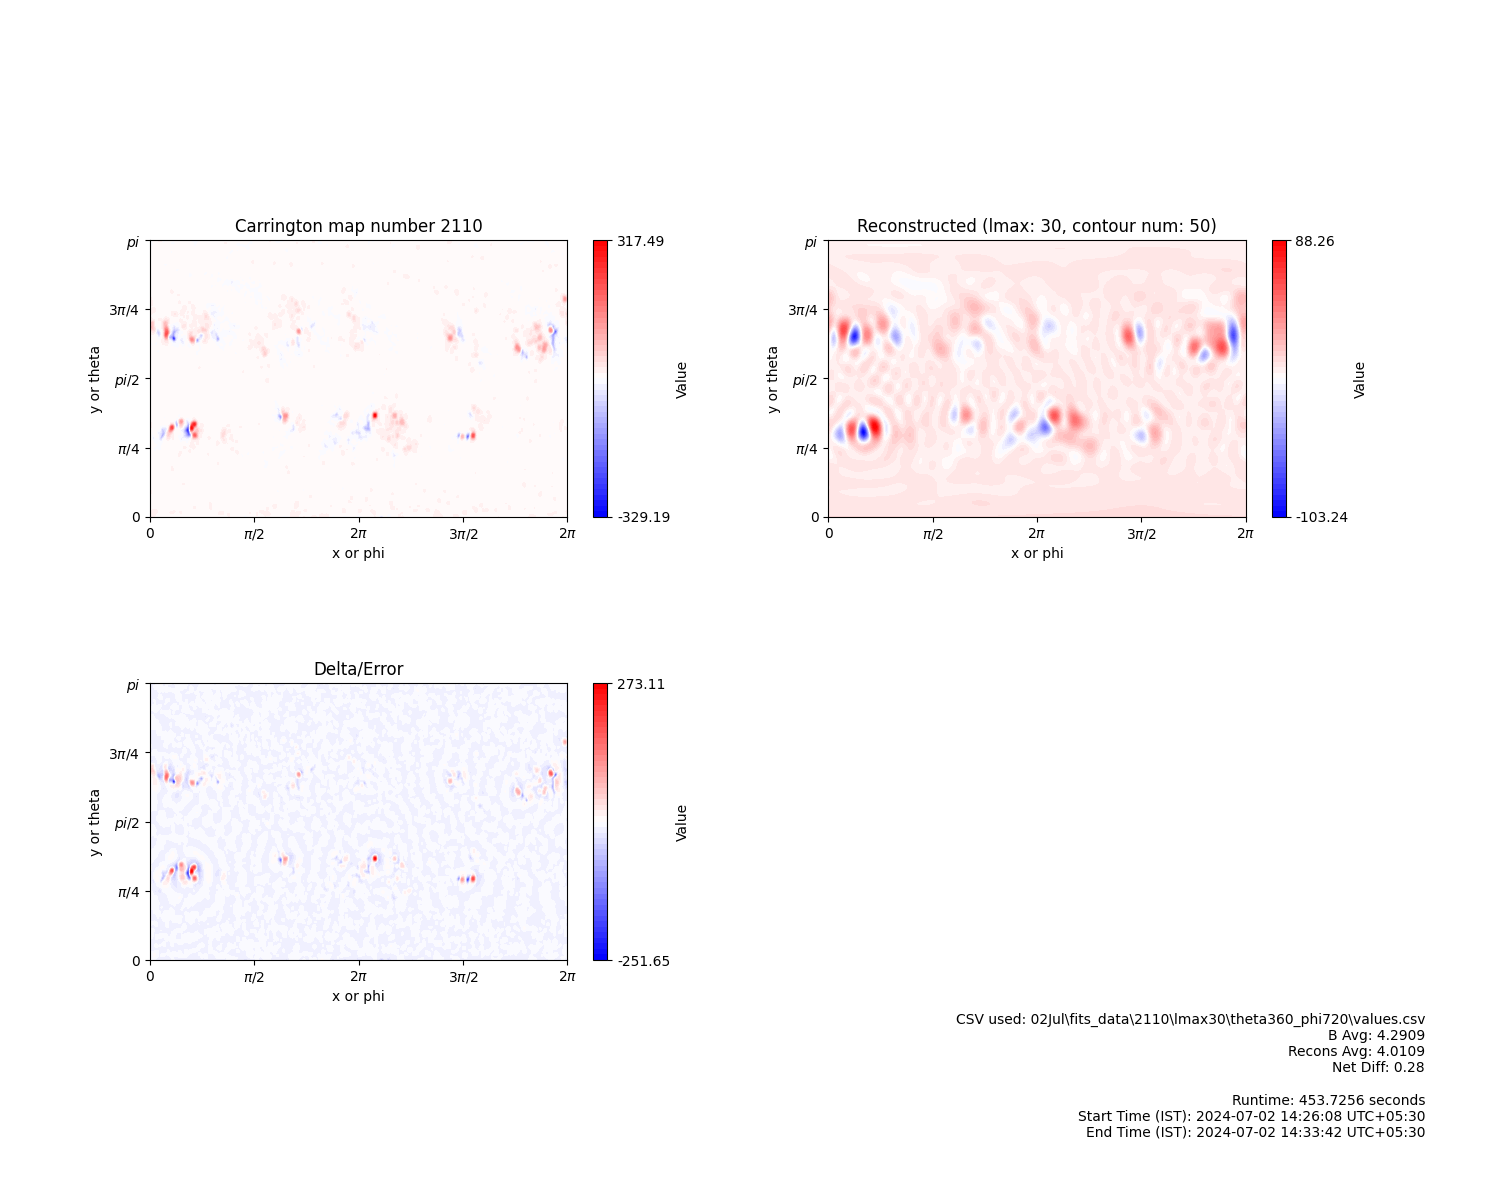 Carrington map number 2110
pi
3π/4
pi/2
π/4
0
y or theta
0
π/2
2π
3π/2
2π
x or phi
317.49
-329.19
Value
Reconstructed (lmax: 30, contour num: 50)
pi
3π/4
pi/2
π/4
0
y or theta
0
π/2
2π
3π/2
2π
x or phi
88.26
-103.24
Value
Delta/Error
pi
3π/4
pi/2
π/4
0
y or theta
0
π/2
2π
3π/2
2π
x or phi
273.11
-251.65
Value
CSV used: 02Jul\fits_data\2110\lmax30\theta360_phi720\values.csv
B Avg: 4.2909
Recons Avg: 4.0109
Net Diff: 0.28
Runtime: 453.7256 seconds
Start Time (IST): 2024-07-02 14:26:08 UTC+05:30
End Time (IST): 2024-07-02 14:33:42 UTC+05:30